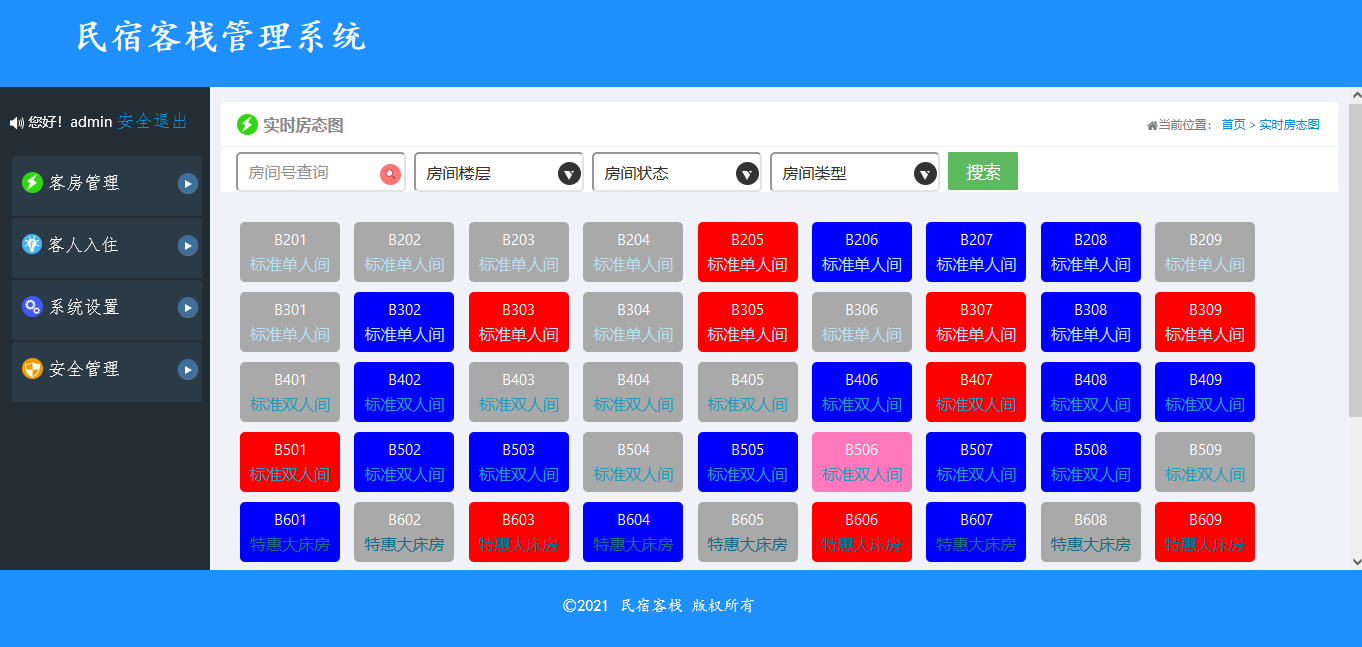 民宿客栈管理系统
您好！admin 安全退出
客房管理
客人入住
系统设置
安全管理
实时房态图
当前位置： 首页 > 实时房态图
房间号查询 房间楼层 房间状态 房间类型 搜索
B201 B202 B203 B204 B205 B206 B207 B208 B209
标准单人间 标准单人间 标准单人间 标准单人间 标准单人间 标准单人间 标准单人间 标准单人间 标准单人间
B301 B302 B303 B304 B305 B306 B307 B308 B309
标准单人间 标准单人间 标准单人间 标准单人间 标准单人间 标准单人间 标准单人间 标准单人间 标准单人间
B401 B402 B403 B404 B405 B406 B407 B408 B409
标准双人间 标准双人间 标准双人间 标准双人间 标准双人间 标准双人间 标准双人间 标准双人间 标准双人间
B501 B502 B503 B504 B505 B506 B507 B508 B509
标准双人间 标准双人间 标准双人间 标准双人间 标准双人间 标准双人间 标准双人间 标准双人间 标准双人间
B601 B602 B603 B604 B605 B606 B607 B608 B609
特惠大床房 特惠大床房 特惠大床房 特惠大床房 特惠大床房 特惠大床房 特惠大床房 特惠大床房 特惠大床房
©2021 民宿客栈 版权所有